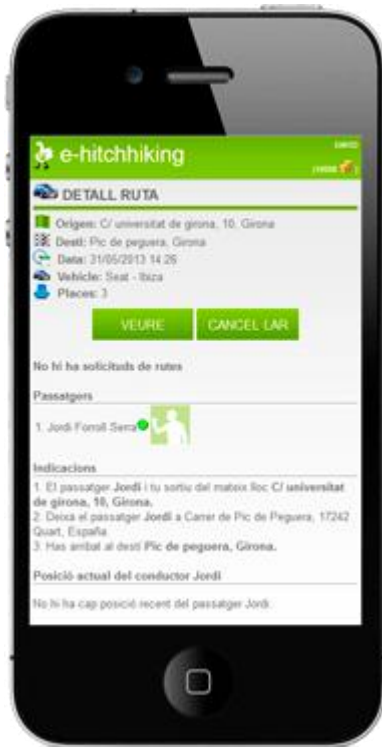 e-hitchhiking
DETALL RUTA
Origen: C/ universitat de girona, 10, Girona
Destí: Pic de peguera, Girona
Data: 31/05/2013 14:26
Vehicle: Seat - Ibiza
Places: 3
VEURE CANCEL·LAR
No hi ha sol·licituds de rutes
Passatgers
1. Jordi Forroll Serra
Indicacions
1. El passatger Jordi i tu sortiu del mateix lloc C/ universitat
de girona, 10, Girona.
2. Deixa el passatger Jordi a Carrer de Pic de Peguera, 17242
Quart, España
3. Has arribat al destí Pic de peguera, Girona.
Posició actual del conductor Jordi
No hi ha cap posició recent del passatger Jordi.